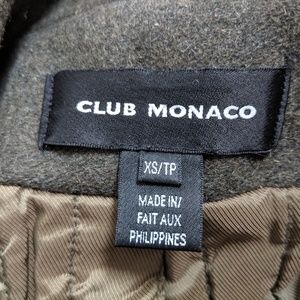 CLUB MONACO
XS/TP
MADE IN/
FAIT AUX
PHILIPPINES